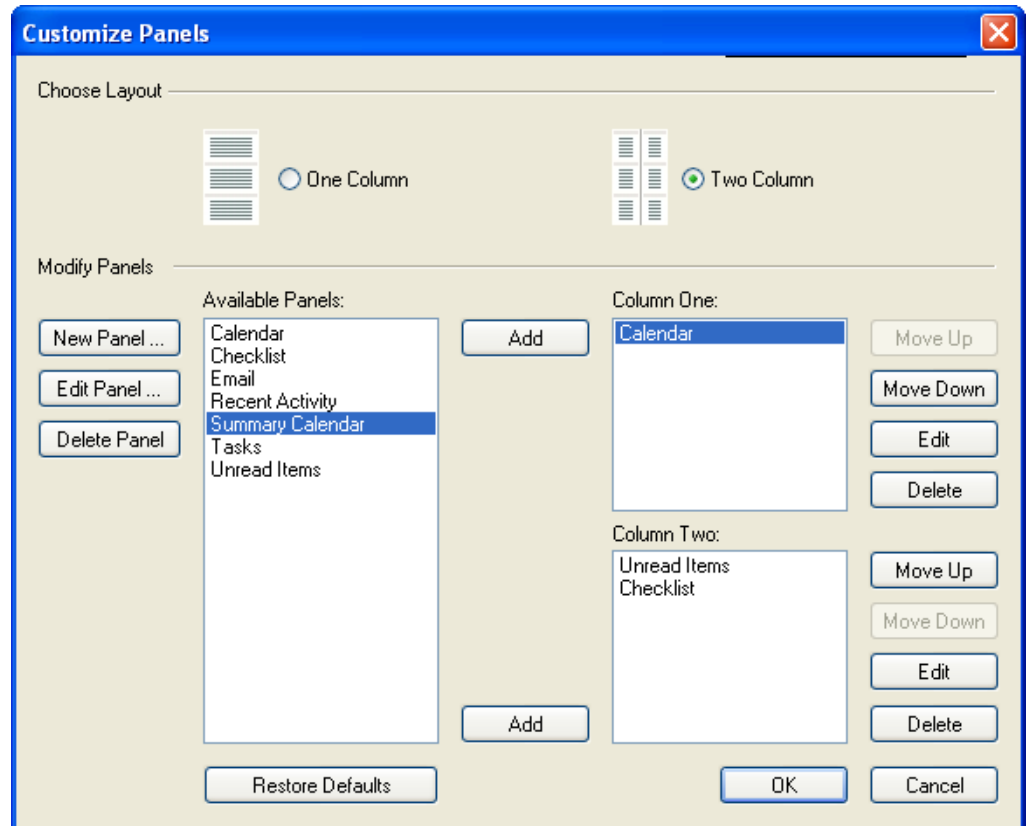 Customize Panels
Choose Layout
One Column
Two Column
Modify Panels
Available Panels:
Column One:
New Panel ...
Edit Panel ...
Delete Panel
Calendar
Checklist
Email
Recent Activity
Summary Calendar
Tasks
Unread Items
Add
Calendar
Move Up
Move Down
Edit
Delete
Column Two:
Unread Items
Checklist
Move Up
Move Down
Edit
Delete
Add
Restore Defaults
OK
Cancel